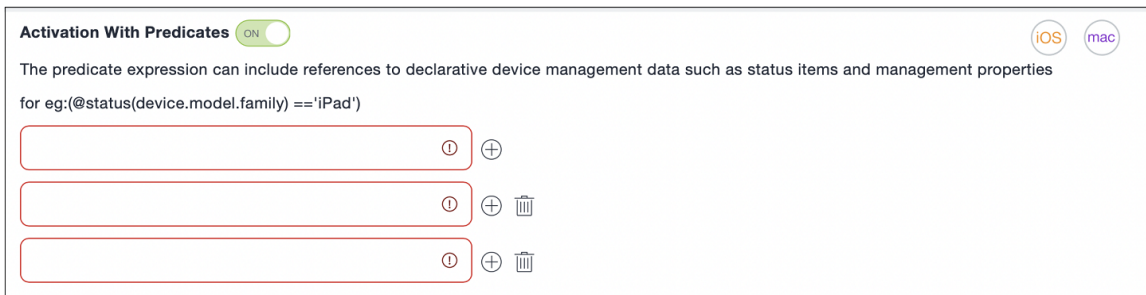 Activation With Predicates ON
iOS mac
The predicate expression can include references to declarative device management data such as status items and management properties
for eg:(@status(device.model.family) =='iPad')